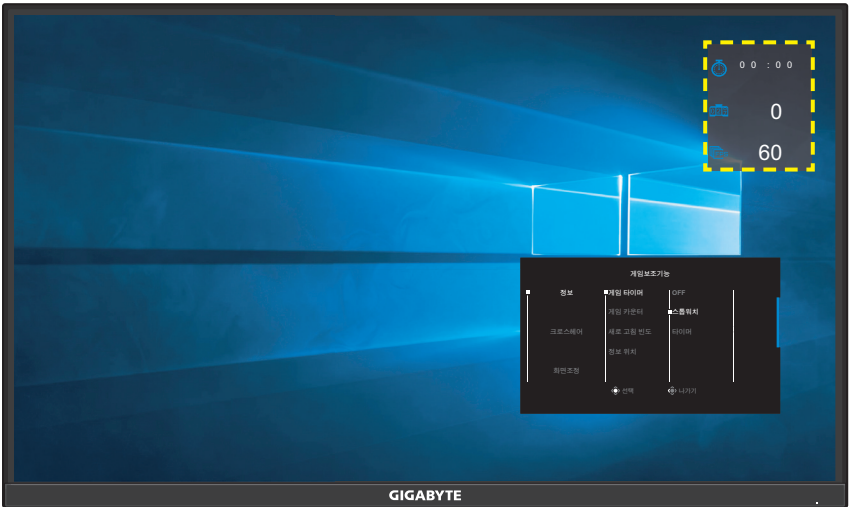 00 :00
0
60
게임보조기능
정보 게임 타이머 OFF
게임 카운터 스톱워치
크로스헤어 새로 고침 빈도 타이머
정보 위치
화면조정
선택 나가기
GIGABYTE